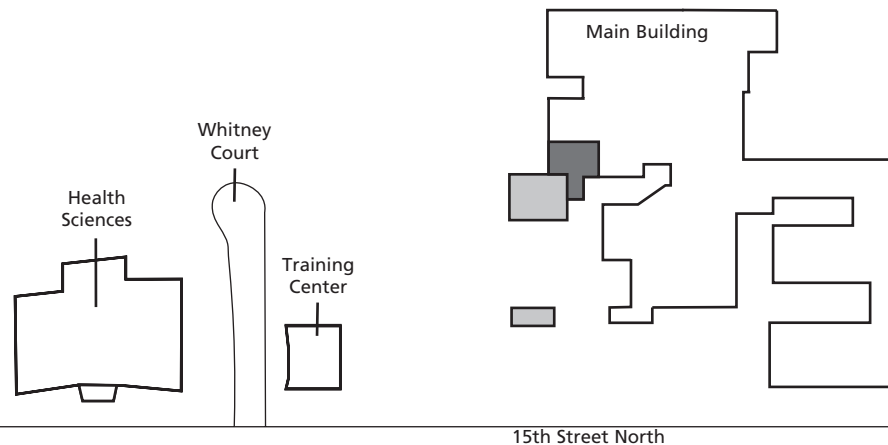 Main Building
Whitney
Court
Health
Sciences
Training
Center
15th Street North